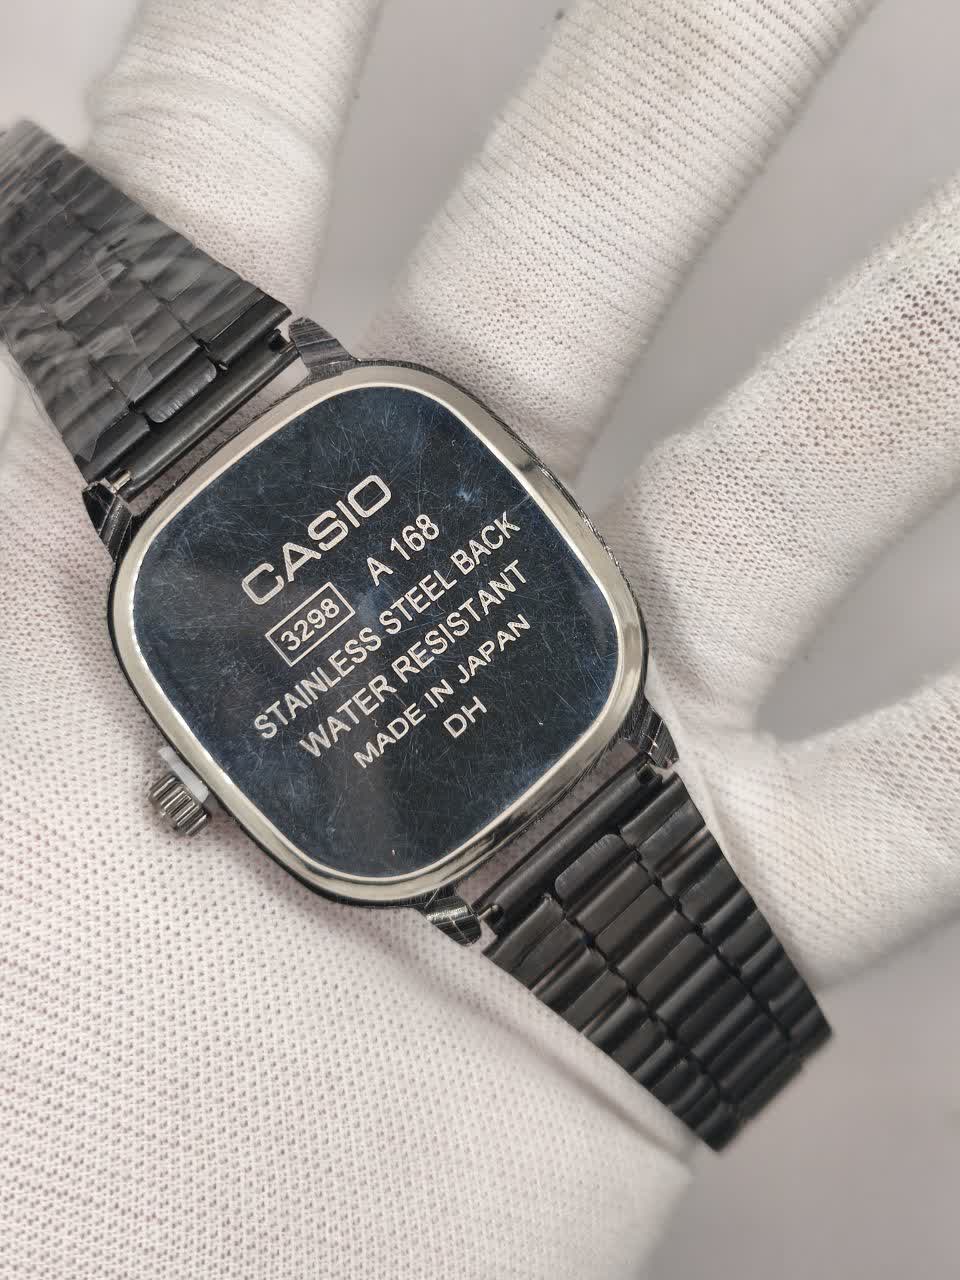 CASIO
3298 A 168
STAINLESS STEEL BACK
WATER RESISTANT
MADE IN JAPAN
DH